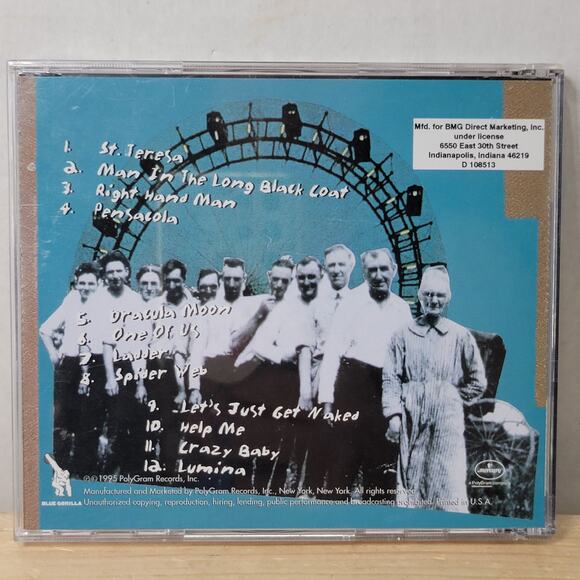 Mfd. for BMG Direct Marketing, Inc.
under license
6550 East 30th Street
Indianapolis, Indiana 46219
D 108513
1. St. Teresa
2. Man In The Long Black Coat
3. Right Hand Man
4. Pensacola
5. Dracula Moon
6. One Of Us
7. Ladder
8. Spider Web
9. Let's Just Get Naked
10. Help Me
11. Crazy Baby
12. Lumina
℗©1995 PolyGram Records, Inc.
Manufactured and Marketed by PolyGram Records, Inc., New York, New York. All rights reserved.
Unauthorized copying, reproduction, hiring, lending, public performance and broadcasting prohibited. Printed in U.S.A.
BLUE GORILLA
mercury
a PolyGram company